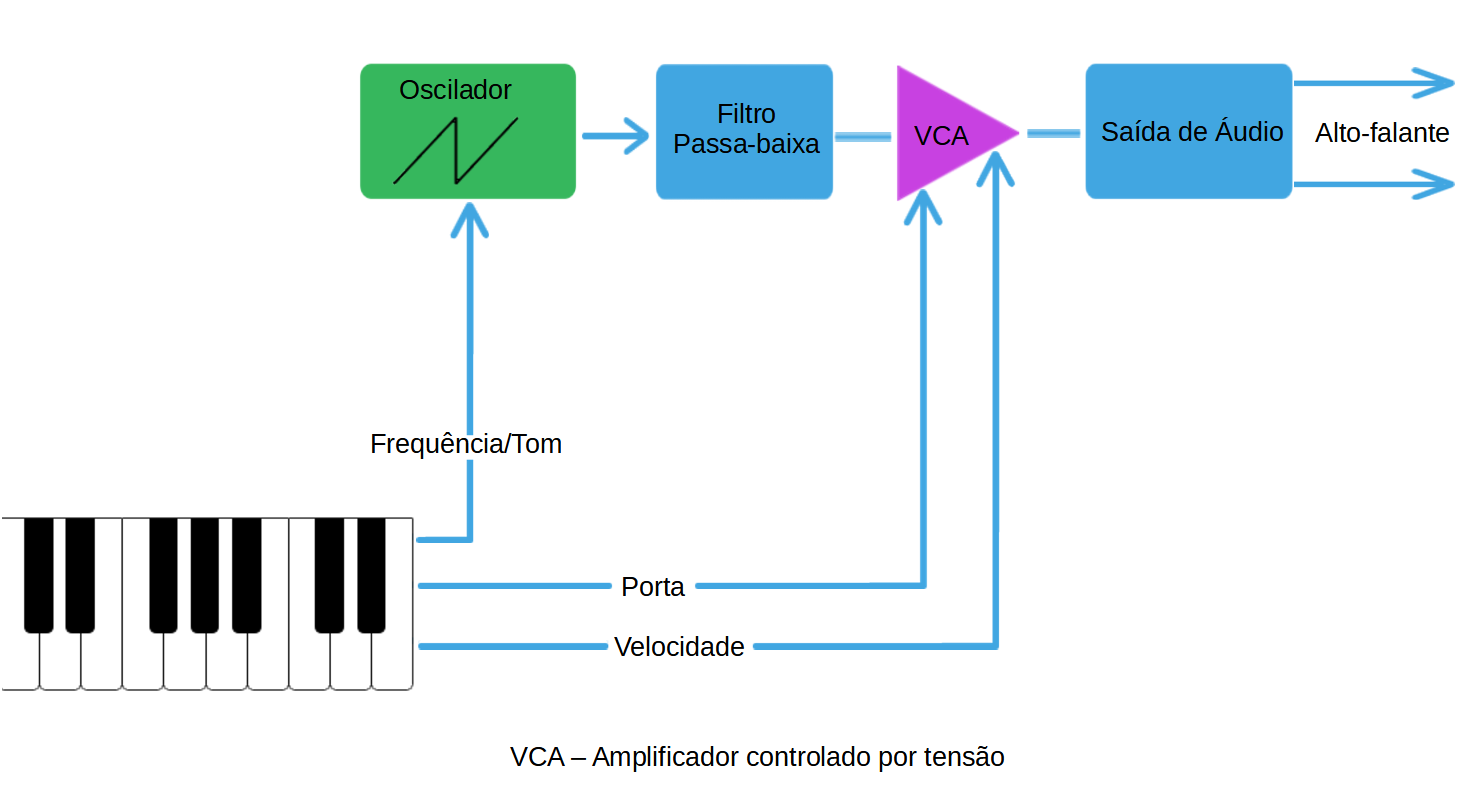 Oscilador
Filtro
Passa-baixa
VCA
Saída de Áudio
Alto-falante
Frequência/Tom
Porta
Velocidade
VCA – Amplificador controlado por tensão